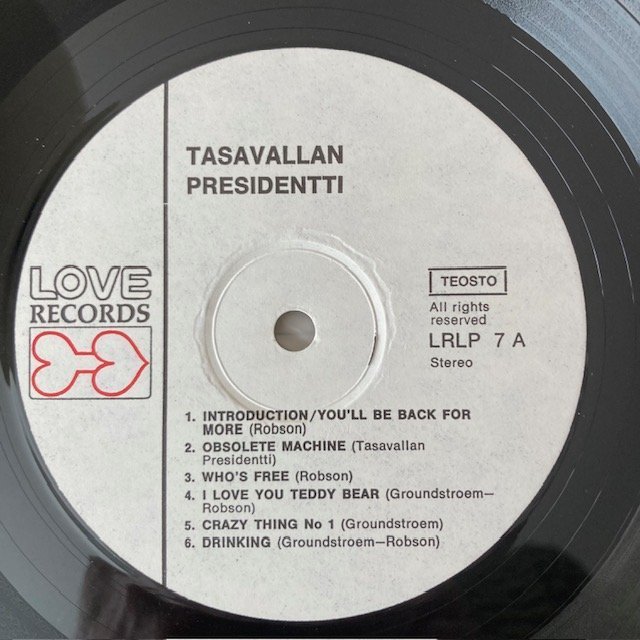 TASAVALLAN
PRESIDENTTI
LOVE
RECORDS
TEOSTO
All rights
reserved
LRLP 7 A
Stereo
1. INTRODUCTION/YOU'LL BE BACK FOR
MORE (Robson)
2. OBSOLETE MACHINE (Tasavallan
Presidentti)
3. WHO'S FREE (Robson)
4. I LOVE YOU TEDDY BEAR (Groundstroem—
Robson)
5. CRAZY THING No 1 (Groundstroem)
6. DRINKING (Groundstroem—Robson)